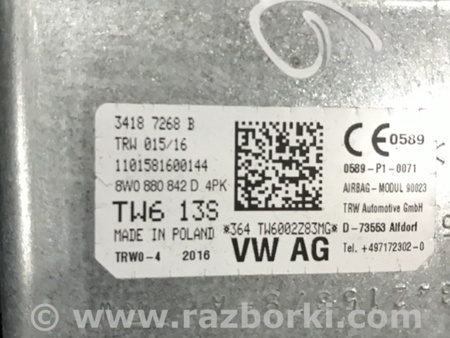 3418 7268 B
TRW 015/16
1101581600144
8W0 880 842 D 4PK
TW6 13S
MADE IN POLAND
TRWO-4 2016
*364 TW6002Z83MG*
VW AG
CE 0589
0589-P1-0071
AIRBAG-MODUL 90023
TRW Automotive GmbH
D-73553 Alfdorf
Tel. +497172302-0
© www.razborki.com